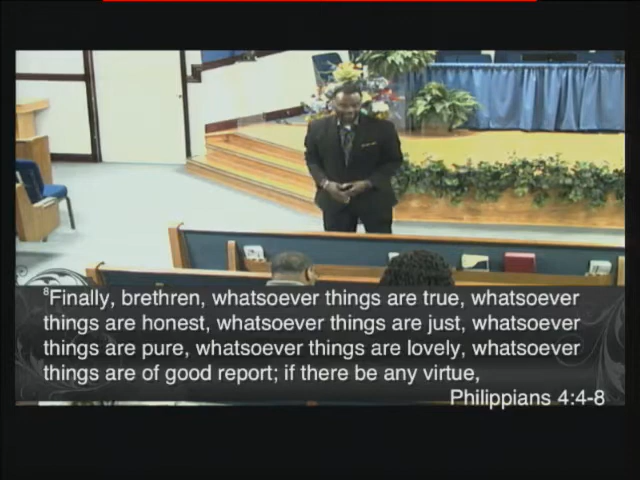 ⁸Finally, brethren, whatsoever things are true, whatsoever
things are honest, whatsoever things are just, whatsoever
things are pure, whatsoever things are lovely, whatsoever
things are of good report; if there be any virtue,
Philippians 4:4-8